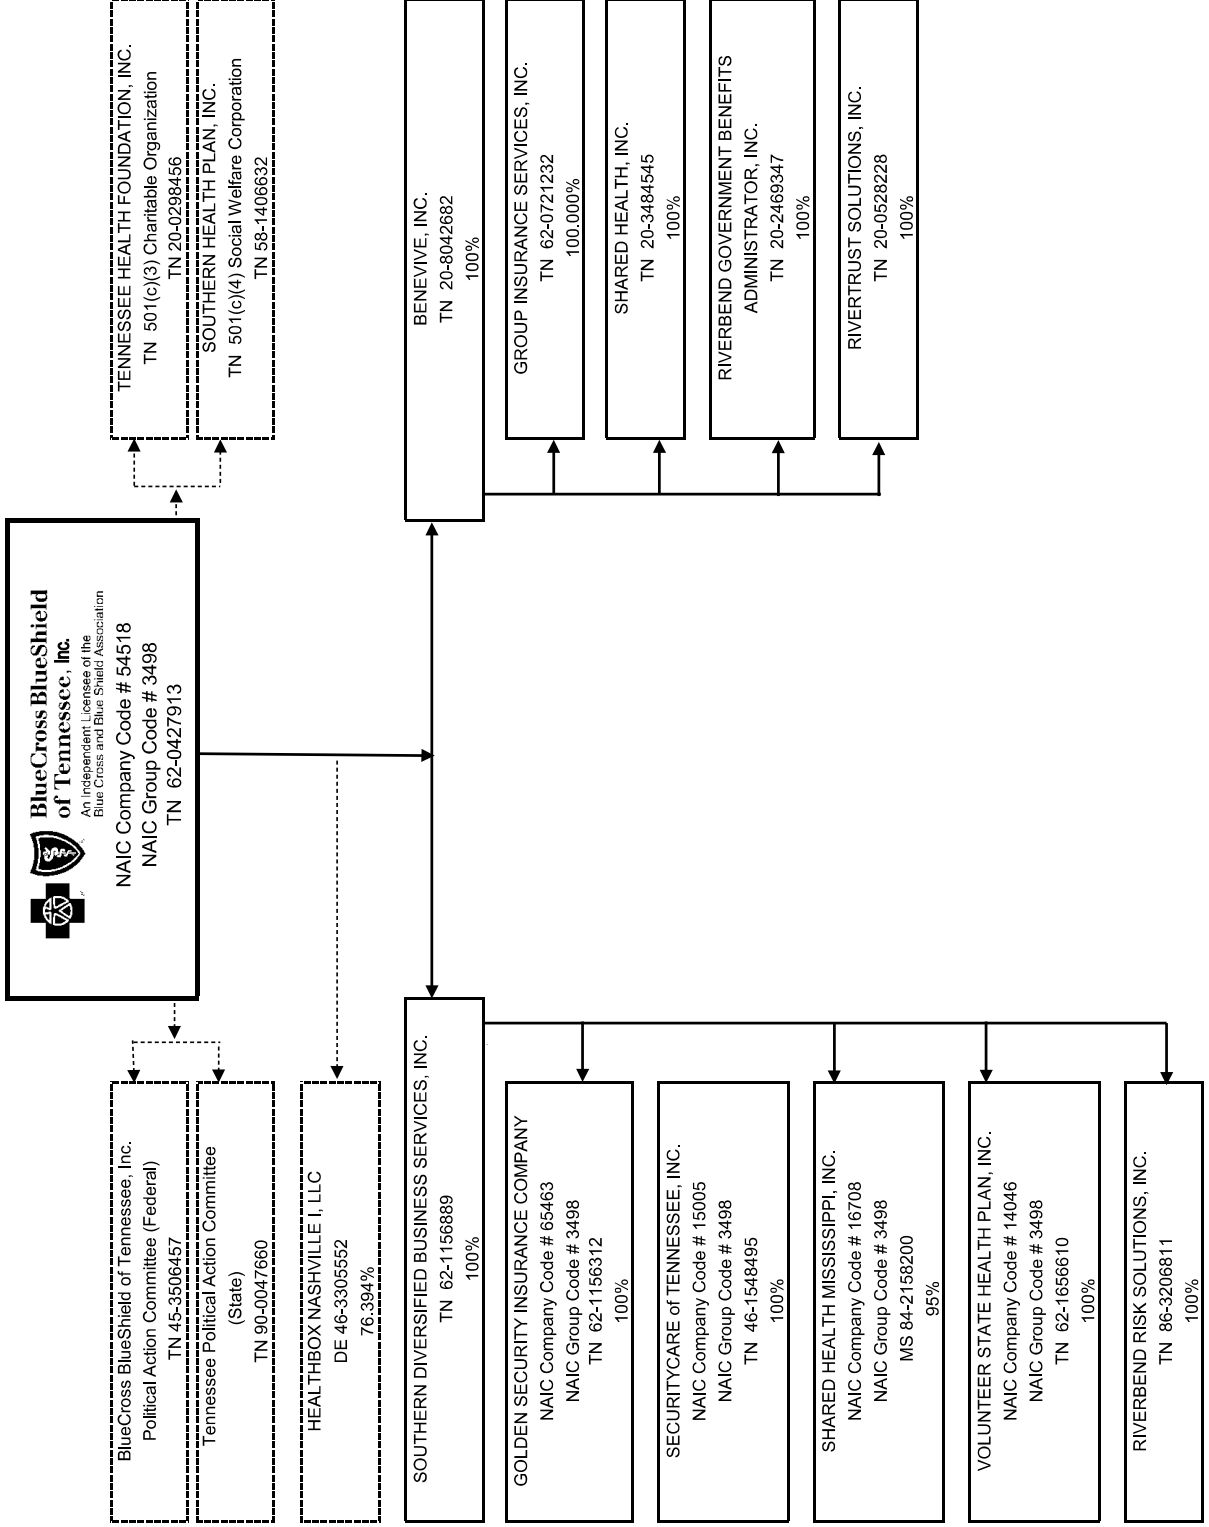 BlueCross BlueShield
of Tennessee, Inc.
An Independent Licensee of the
Blue Cross and Blue Shield Association
NAIC Company Code # 54518
NAIC Group Code # 3498
TN 62-0427913
BlueCross BlueShield of Tennessee, Inc.
Political Action Committee (Federal)
TN 45-3506457
Tennessee Political Action Committee
(State)
TN 90-0047660
HEALTHBOX NASHVILLE I, LLC
DE 46-3305552
76.394%
TENNESSEE HEALTH FOUNDATION, INC.
TN 501(c)(3) Charitable Organization
TN 20-0298456
SOUTHERN HEALTH PLAN, INC.
TN 501(c)(4) Social Welfare Corporation
TN 58-1406632
SOUTHERN DIVERSIFIED BUSINESS SERVICES, INC.
TN 62-1156889
100%
GOLDEN SECURITY INSURANCE COMPANY
NAIC Company Code # 65463
NAIC Group Code # 3498
TN 62-1156312
100%
SECURITYCARE of TENNESSEE, INC.
NAIC Company Code # 15005
NAIC Group Code # 3498
TN 46-1548495
100%
SHARED HEALTH MISSISSIPPI, INC.
NAIC Company Code # 16708
NAIC Group Code # 3498
MS 84-2158200
95%
VOLUNTEER STATE HEALTH PLAN, INC.
NAIC Company Code # 14046
NAIC Group Code # 3498
TN 62-1656610
100%
RIVERBEND RISK SOLUTIONS, INC.
TN 86-3206811
100%
BENEVIVE, INC.
TN 20-8042682
100%
GROUP INSURANCE SERVICES, INC.
TN 62-0721232
100.000%
SHARED HEALTH, INC.
TN 20-3484545
100%
RIVERBEND GOVERNMENT BENEFITS
ADMINISTRATOR, INC.
TN 20-2469347
100%
RIVERTRUST SOLUTIONS, INC.
TN 20-0528228
100%